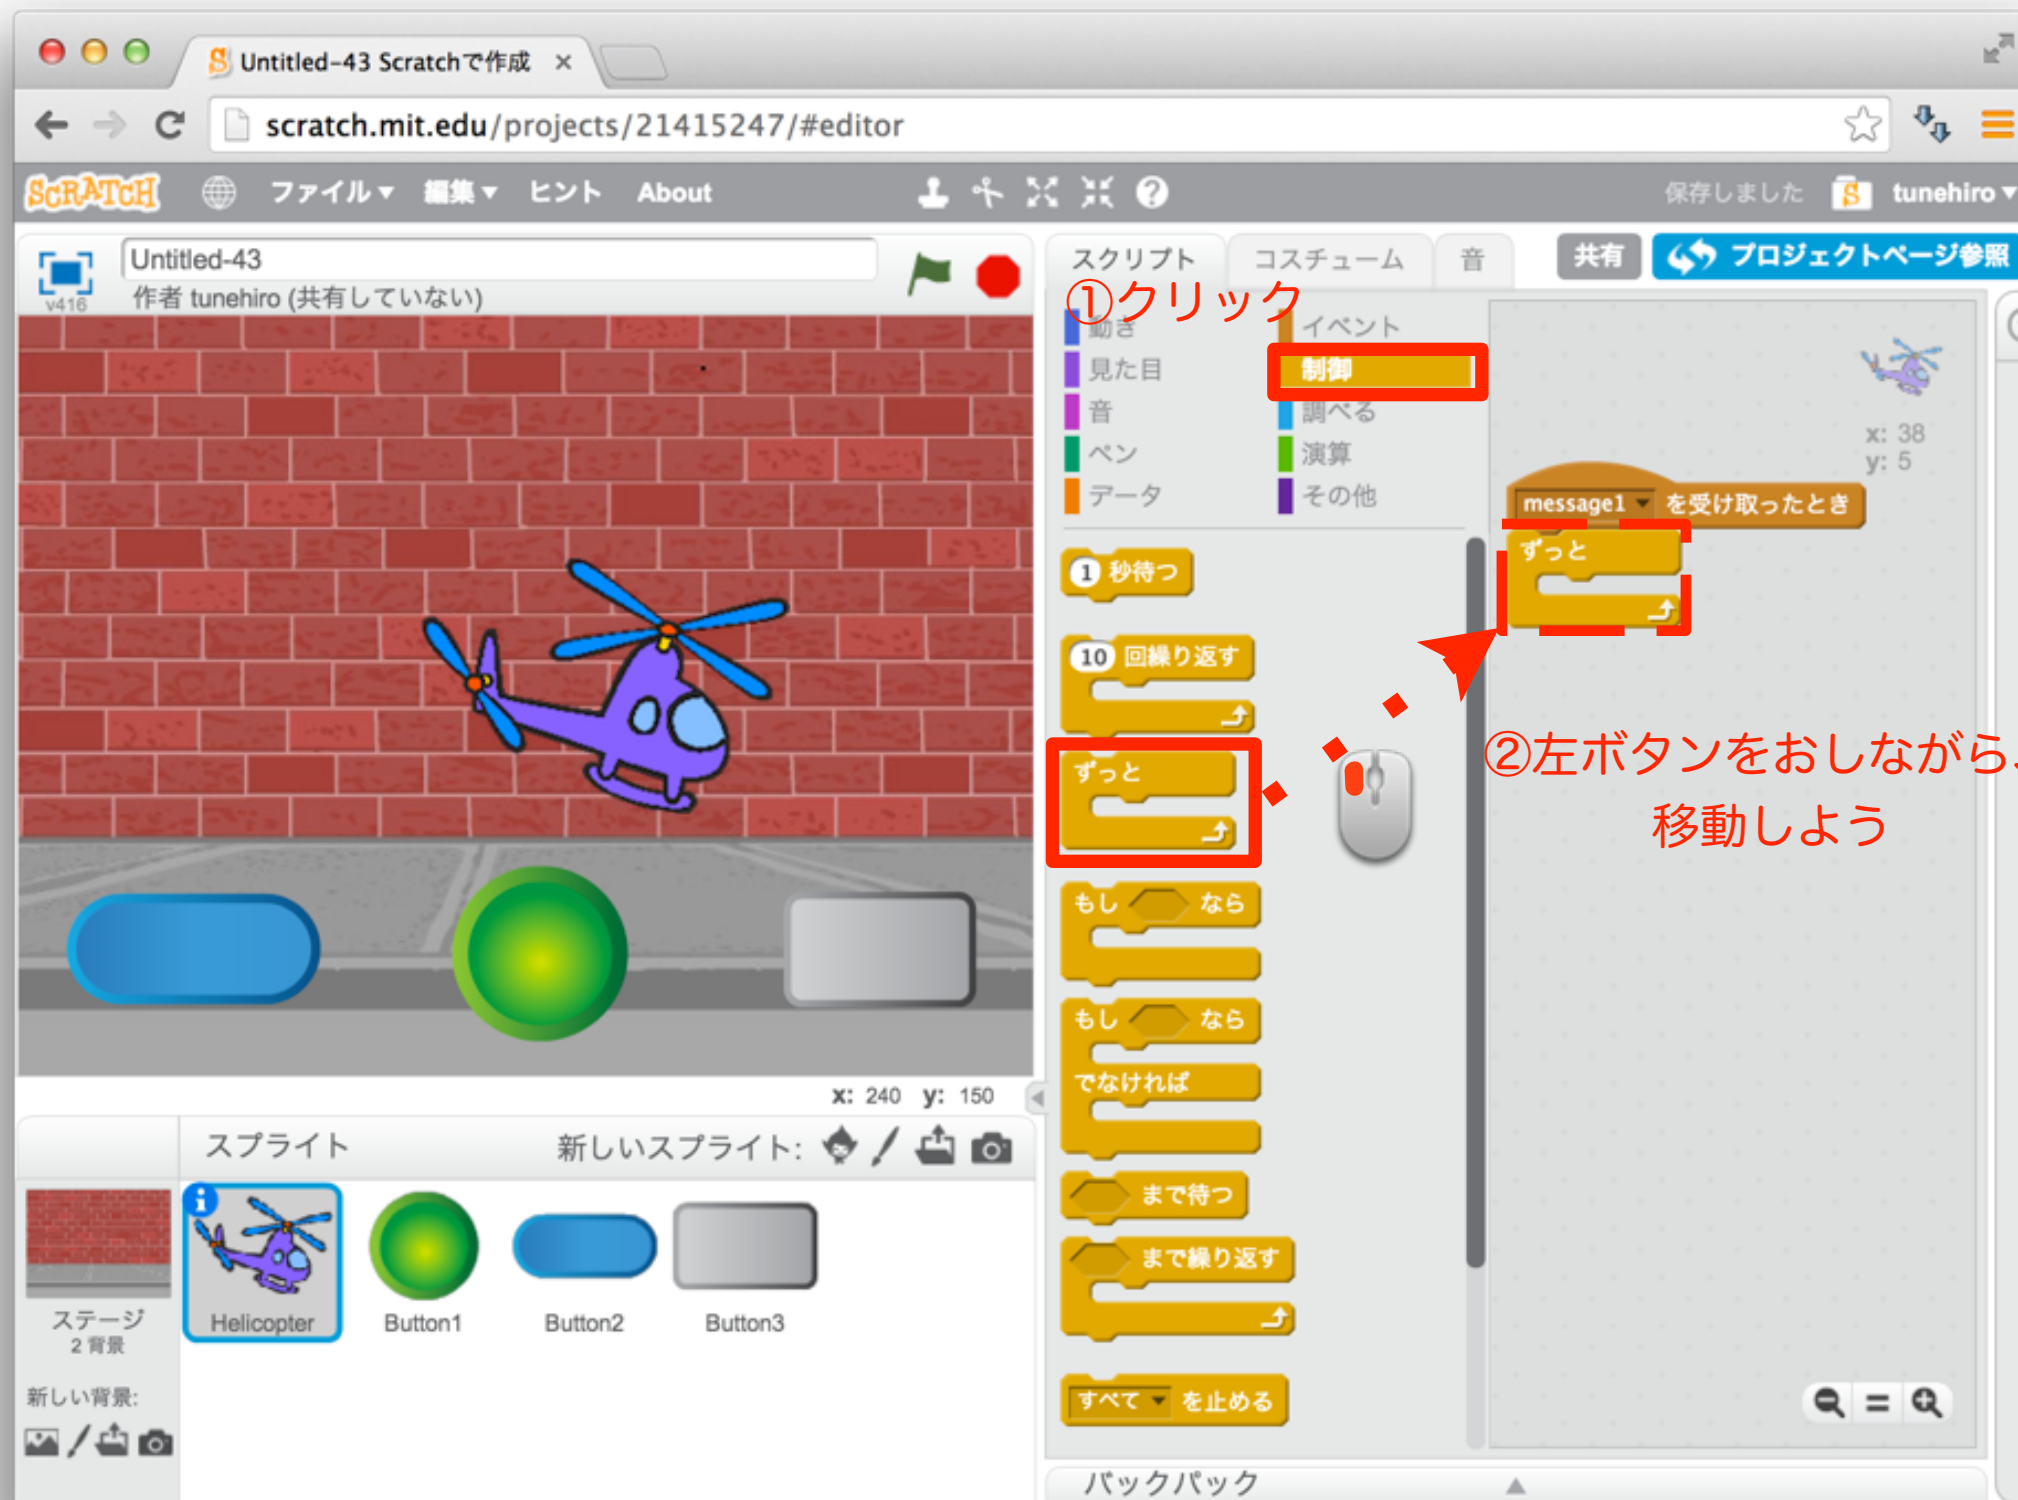 Untitled-43 Scratchで作成
scratch.mit.edu/projects/21415247/#editor
SCRATCH ファイル▼ 編集▼ ヒント About 保存しました tunehiro▼
Untitled-43
v416
作者 tunehiro (共有していない)
スクリプト コスチューム 音 共有 プロジェクトページ参照
①クリック
動き イベント
見た目 制御
音 調べる
ペン 演算
データ その他
x: 38
y: 5
message1 ▼ を受け取ったとき
ずっと
1 秒待つ
10 回繰り返す
ずっと
②左ボタンをおしながら、
移動しよう
もし なら
もし なら
でなければ
まで待つ
まで繰り返す
すべて ▼ を止める
x: 240 y: 150
スプライト 新しいスプライト:
Helicopter Button1 Button2 Button3
ステージ
2 背景
新しい背景:
バックパック